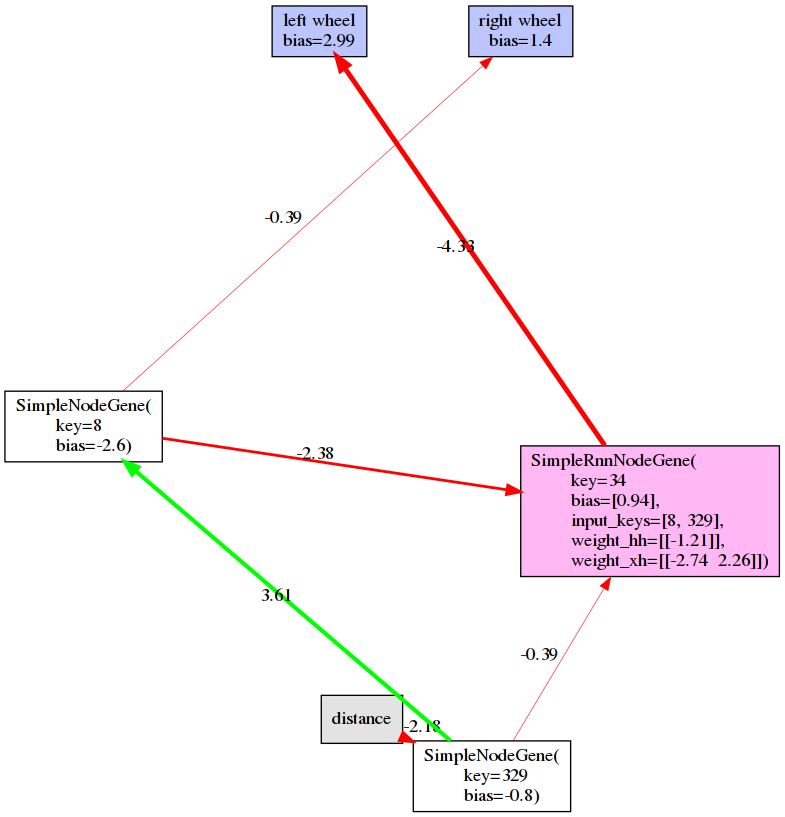 left wheel
bias=2.99
right wheel
bias=1.4
-0.39
-4.33
SimpleNodeGene(
key=8
bias=-2.6)
-2.38
SimpleRnnNodeGene(
key=34
bias=[0.94],
input_keys=[8, 329],
weight_hh=[[-1.21]],
weight_xh=[[-2.74  2.26]])
3.61
-0.39
distance
-2.18
SimpleNodeGene(
key=329
bias=-0.8)